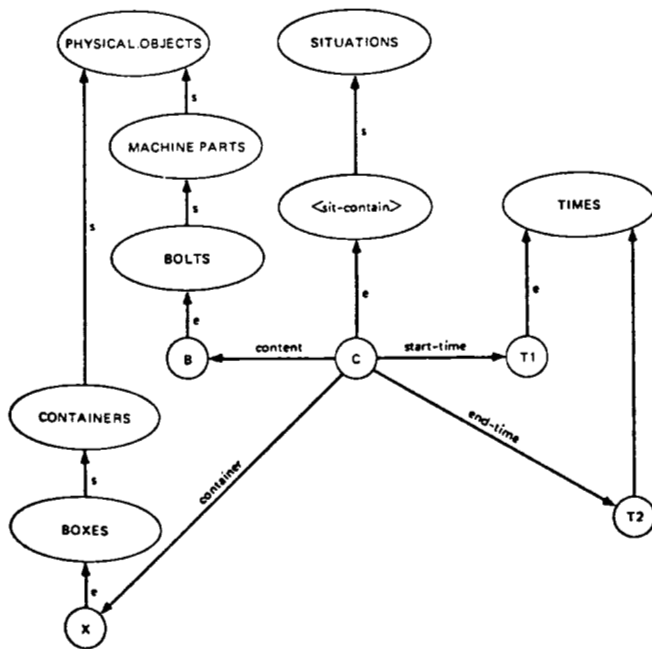 PHYSICAL.OBJECTS
SITUATIONS
s
MACHINE PARTS
s
s
s
<sit-contain>
TIMES
BOLTS
e
e
e
B
content
C
start-time
T1
end-time
CONTAINERS
container
s
BOXES
T2
e
X